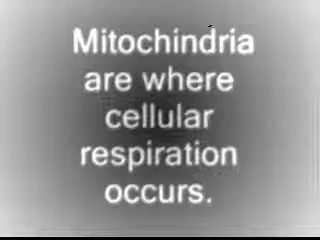 Mitochindria
are where
cellular
respiration
occurs.